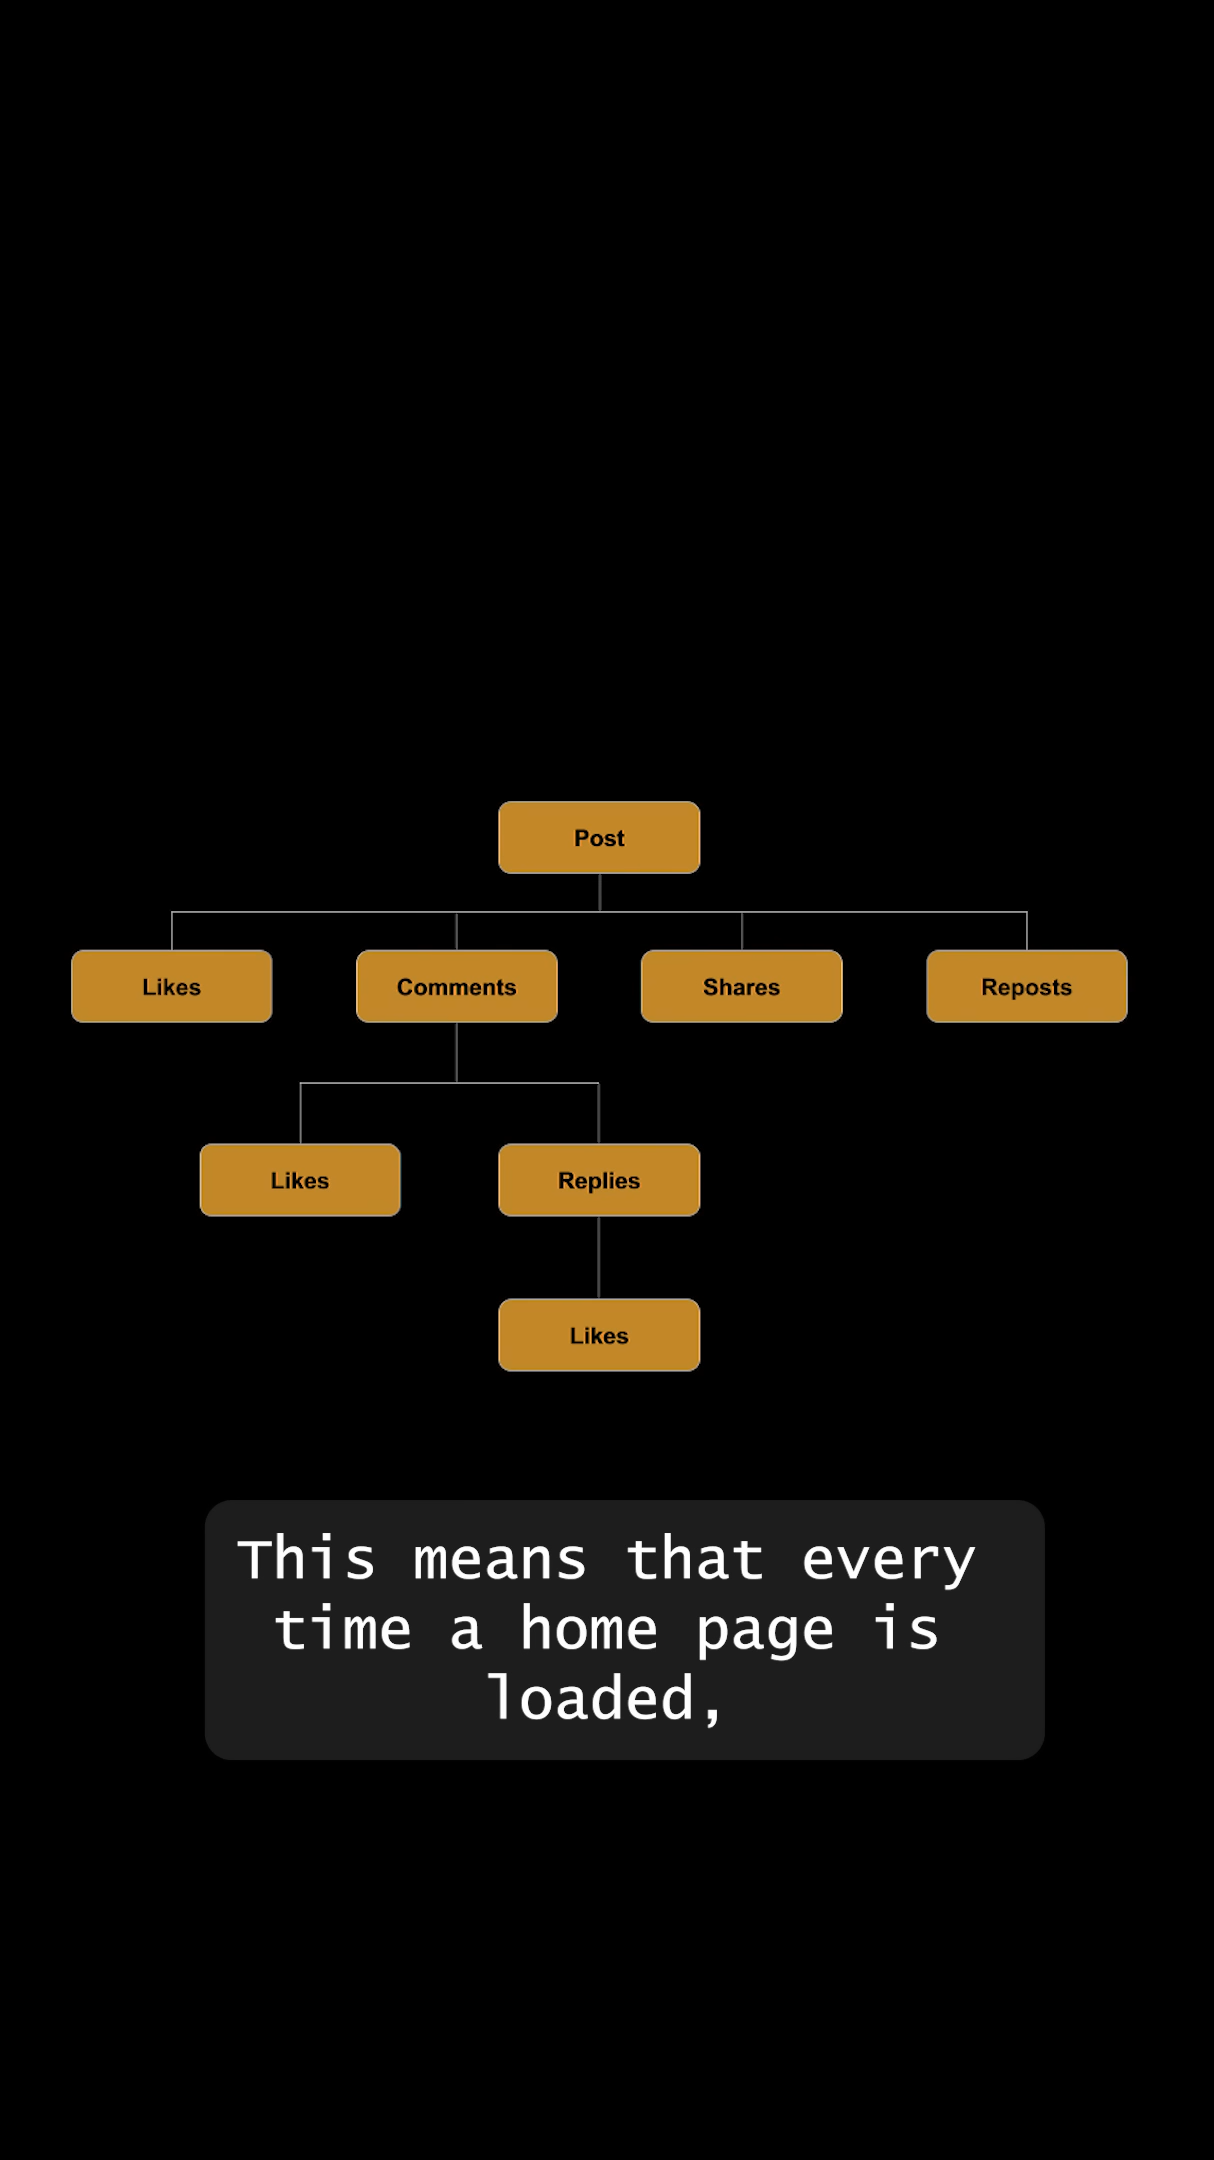 Post
Likes
Comments
Shares
Reposts
Likes
Replies
Likes
This means that every
time a home page is
loaded,